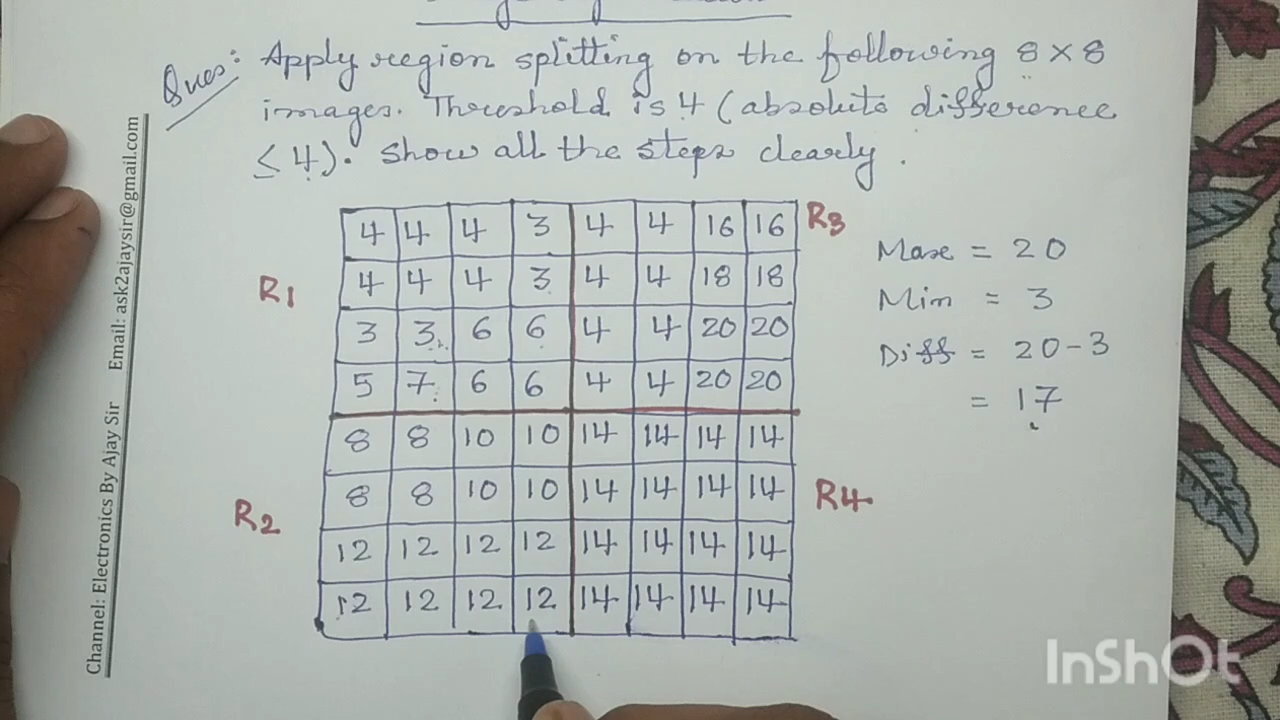 Ques: Apply region splitting on the following 8 × 8
images. Threshold is 4 (absolute difference
≤ 4). Show all the steps clearly.
4 4 4 3 4 4 16 16 R3
4 4 4 3 4 4 18 18
R1
3 3 6 6 4 4 20 20
5 7 6 6 4 4 20 20
8 8 10 10 14 14 14 14
8 8 10 10 14 14 14 14 R4
R2
12 12 12 12 14 14 14 14
12 12 12 12 14 14 14 14
Max = 20
Min = 3
Diff = 20-3
= 17
Channel: Electronics By Ajay Sir Email: ask2ajaysir@gmail.com
InShOt